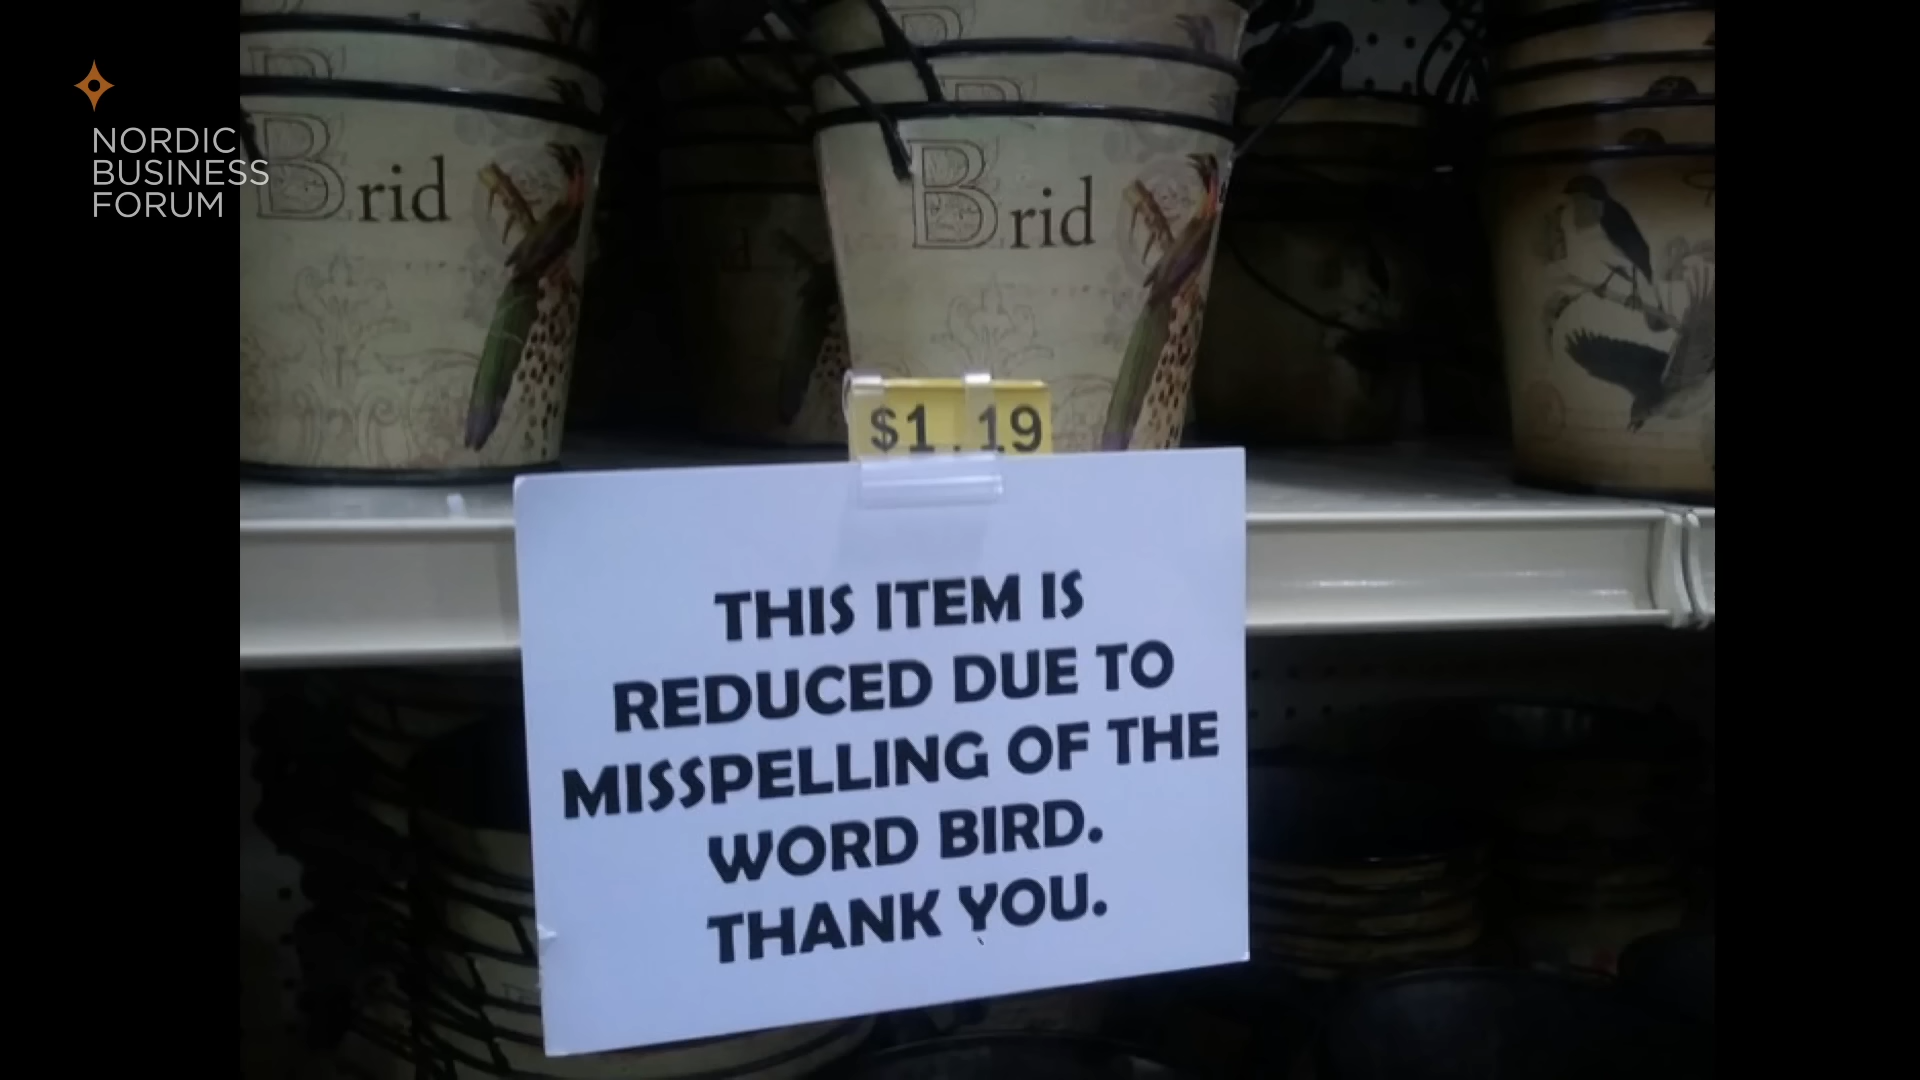 NORDIC
BUSINESS
FORUM
Brid
Brid
$1.19
THIS ITEM IS
REDUCED DUE TO
MISSPELLING OF THE
WORD BIRD.
THANK YOU.